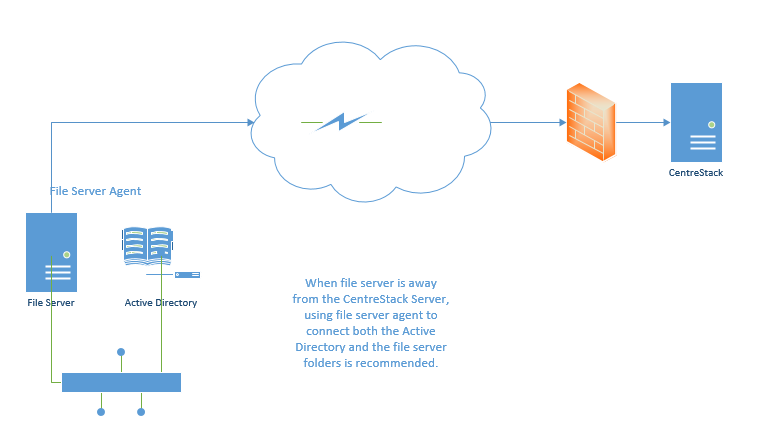 CentreStack
File Server Agent
File Server
Active Directory
When file server is away
from the CentreStack Server,
using file server agent to
connect both the Active
Directory and the file server
folders is recommended.